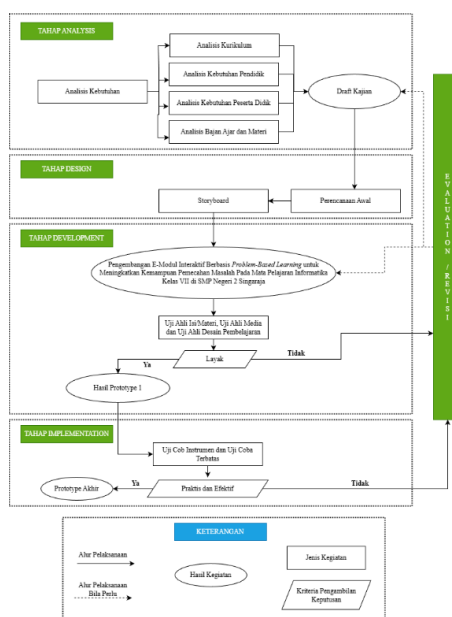 TAHAP ANALYSIS
Analisis Kurikulum
Analisis Kebutuhan
Analisis Kebutuhan Pendidik
Analisis Kebutuhan Peserta Didik
Analisis Bajan Ajar dan Materi
Draft Kajian
TAHAP DESIGN
Storyboard
Perencanaan Awal
TAHAP DEVELOPMENT
Pengembangan E-Modul Interaktif Berbasis Problem-Based Learning untuk
Meningkatkan Kemampuan Pemecahan Masalah Pada Mata Pelajaran Informatika
Kelas VII di SMP Negeri 2 Singaraja
Uji Ahli Isi/Materi, Uji Ahli Media
dan Uji Ahli Desain Pembelajaran
Ya
Layak
Tidak
Hasil Prototype 1
EVALUATION / REVISI
TAHAP IMPLEMENTATION
Uji Cob Instrumen dan Uji Coba
Terbatas
Prototype Akhir
Ya
Praktis dan Efektif
Tidak
KETERANGAN
Alur Pelaksanaan
Hasil Kegiatan
Jenis Kegiatan
Alur Pelaksanaan
Bila Perlu
Kriteria Pengambilan
Keputusan